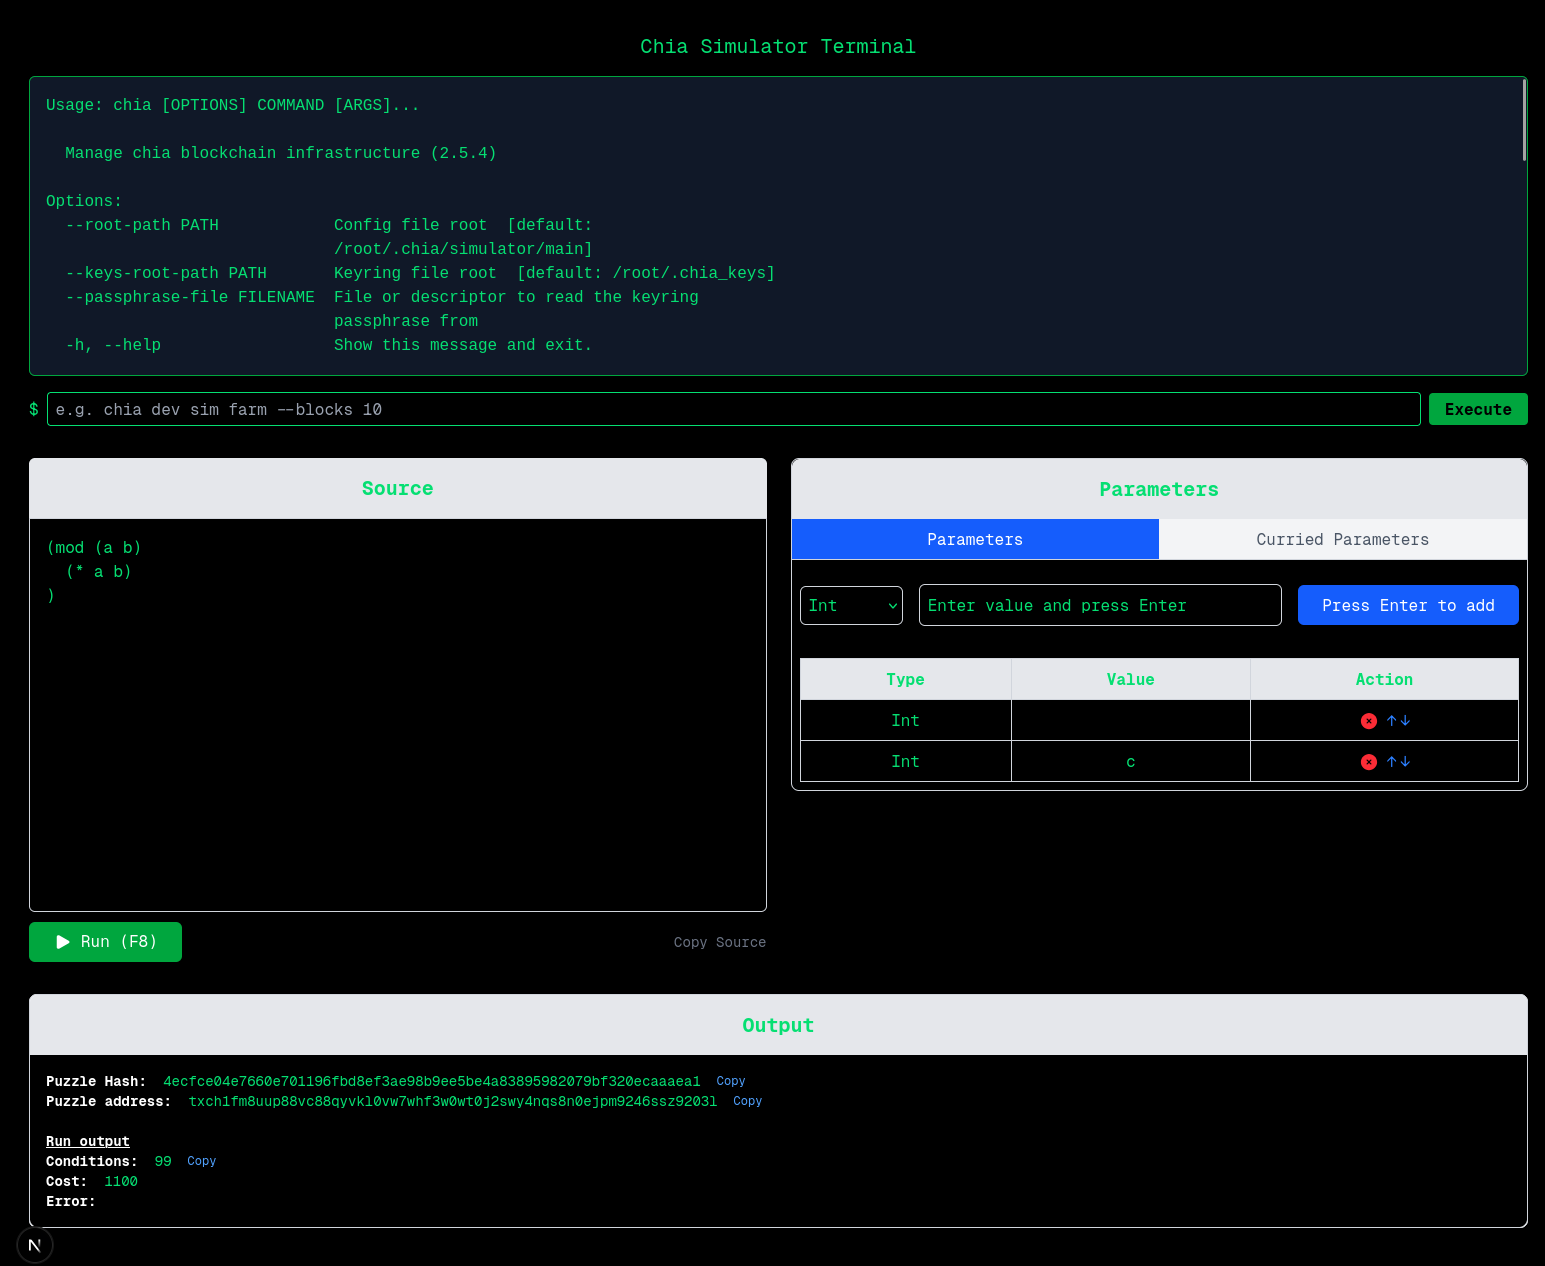 Chia Simulator Terminal
Usage: chia [OPTIONS] COMMAND [ARGS]...
Manage chia blockchain infrastructure (2.5.4)
Options:
--root-path PATH Config file root [default:
/root/.chia/simulator/main]
--keys-root-path PATH Keyring file root [default: /root/.chia_keys]
--passphrase-file FILENAME File or descriptor to read the keyring
passphrase from
-h, --help Show this message and exit.
$ e.g. chia dev sim farm --blocks 10 Execute
Source
(mod (a b)
(* a b)
)
Run (F8) Copy Source
Parameters
Parameters Curried Parameters
Int Enter value and press Enter Press Enter to add
Type Value Action
Int ↑↓
Int c ↑↓
Output
Puzzle Hash: 4ecfce04e7660e701196fbd8ef3ae98b9ee5be4a83895982079bf320ecaaaea1 Copy
Puzzle address: txch1fm8uup88vc88qyvkl0vw7whf3w0wt0j2swy4nqs8n0ejpm9246ssz9203l Copy
Run output
Conditions: 99 Copy
Cost: 1100
Error:
N